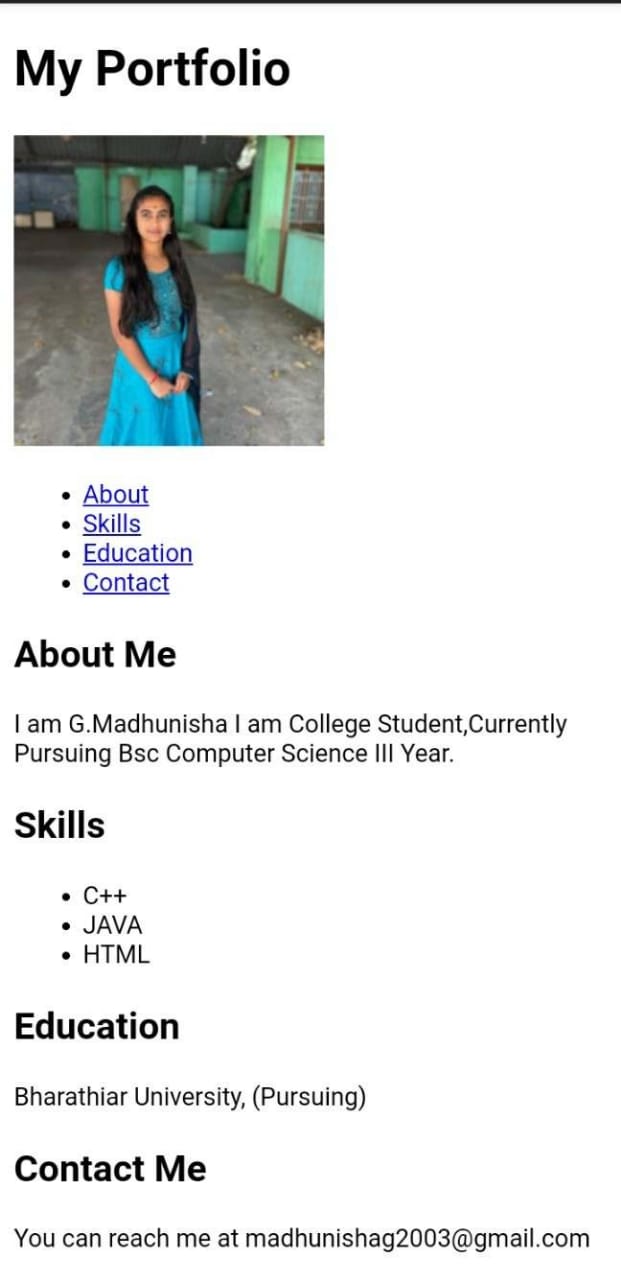 My Portfolio
About
Skills
Education
Contact
About Me
I am G.Madhunisha I am College Student,Currently
Pursuing Bsc Computer Science III Year.
Skills
C++
JAVA
HTML
Education
Bharathiar University, (Pursuing)
Contact Me
You can reach me at madhunishag2003@gmail.com